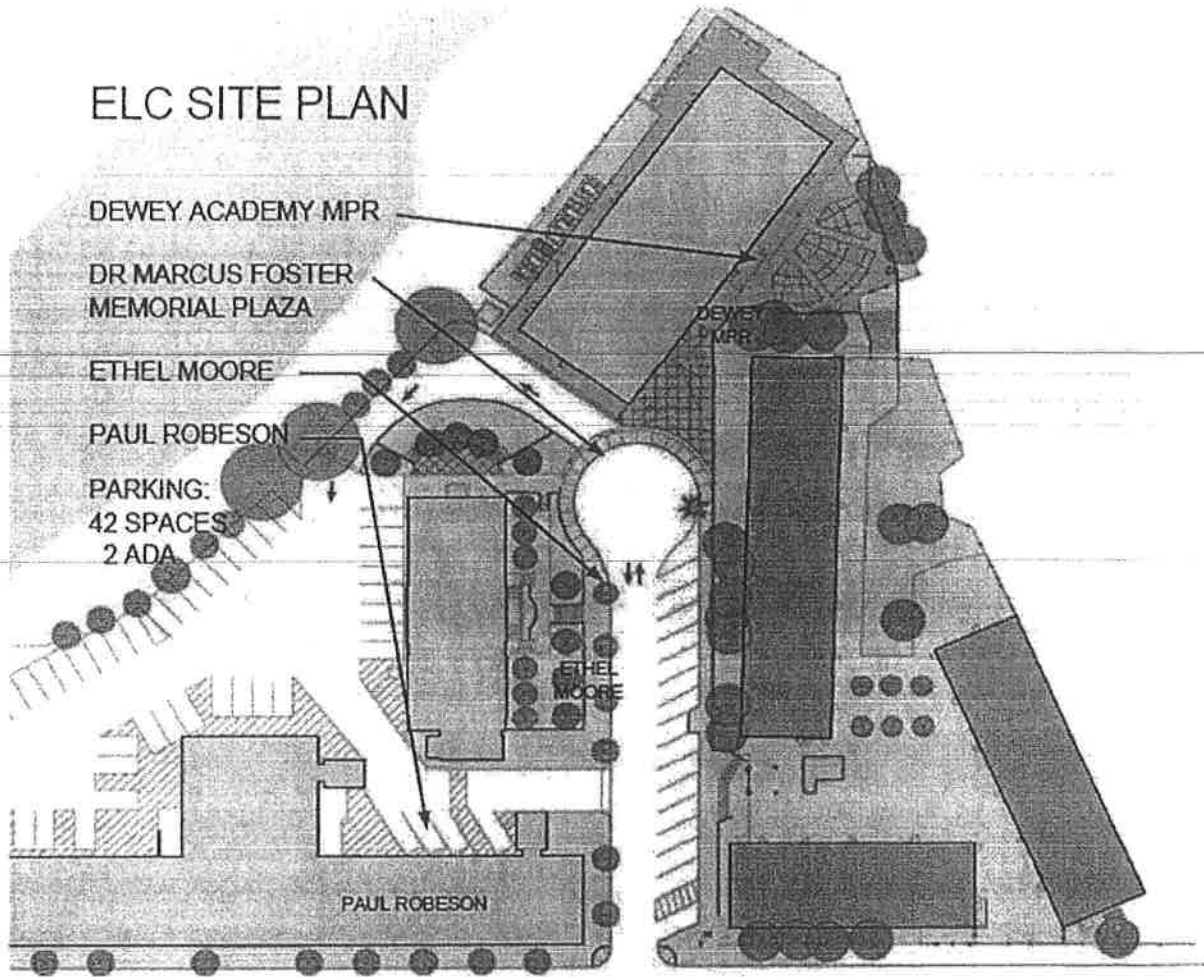 ELC SITE PLAN
DEWEY ACADEMY MPR
DR MARCUS FOSTER
MEMORIAL PLAZA
ETHEL MOORE
PAUL ROBESON
PARKING:
42 SPACES
2 ADA
DEWEY
MPR
ETHEL
MOORE
PAUL ROBESON